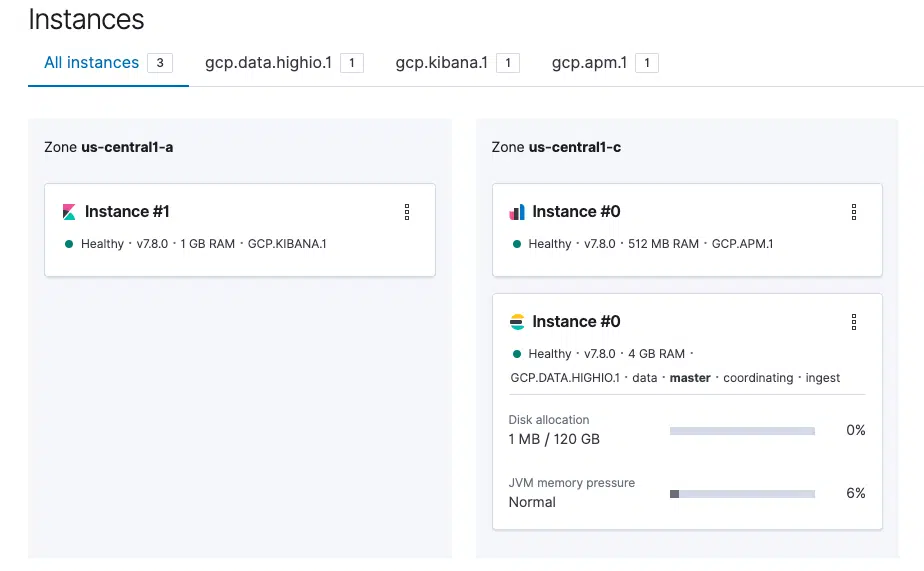 Instances
All instances 3 gcp.data.highio.1 1 gcp.kibana.1 1 gcp.apm.1 1
Zone us-central1-a
Instance #1
Healthy · v7.8.0 · 1 GB RAM · GCP.KIBANA.1
Zone us-central1-c
Instance #0
Healthy · v7.8.0 · 512 MB RAM · GCP.APM.1
Instance #0
Healthy · v7.8.0 · 4 GB RAM ·
GCP.DATA.HIGHIO.1 · data · master · coordinating · ingest
Disk allocation
1 MB / 120 GB
0%
JVM memory pressure
Normal
6%